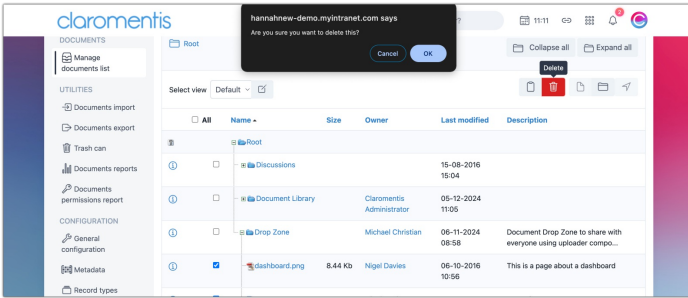 claromentis
hannahnew-demo.myintranet.com says
Are you sure you want to delete this?
Cancel
OK
?
11:11
2
DOCUMENTS
Manage documents list
UTILITIES
Documents import
Documents export
Trash can
Documents reports
Documents permissions report
CONFIGURATION
General configuration
Metadata
Record types
Root
Collapse all
Expand all
Delete
Select view
Default
All
Name
Size
Owner
Last modified
Description
Root
Discussions
15-08-2016
15:04
Document Library
Claromentis
Administrator
05-12-2024
11:05
Drop Zone
Michael Christian
06-11-2024
08:58
Document Drop Zone to share with
everyone using uploader compo...
dashboard.png
8.44 Kb
Nigel Davies
06-10-2016
10:56
This is a page about a dashboard